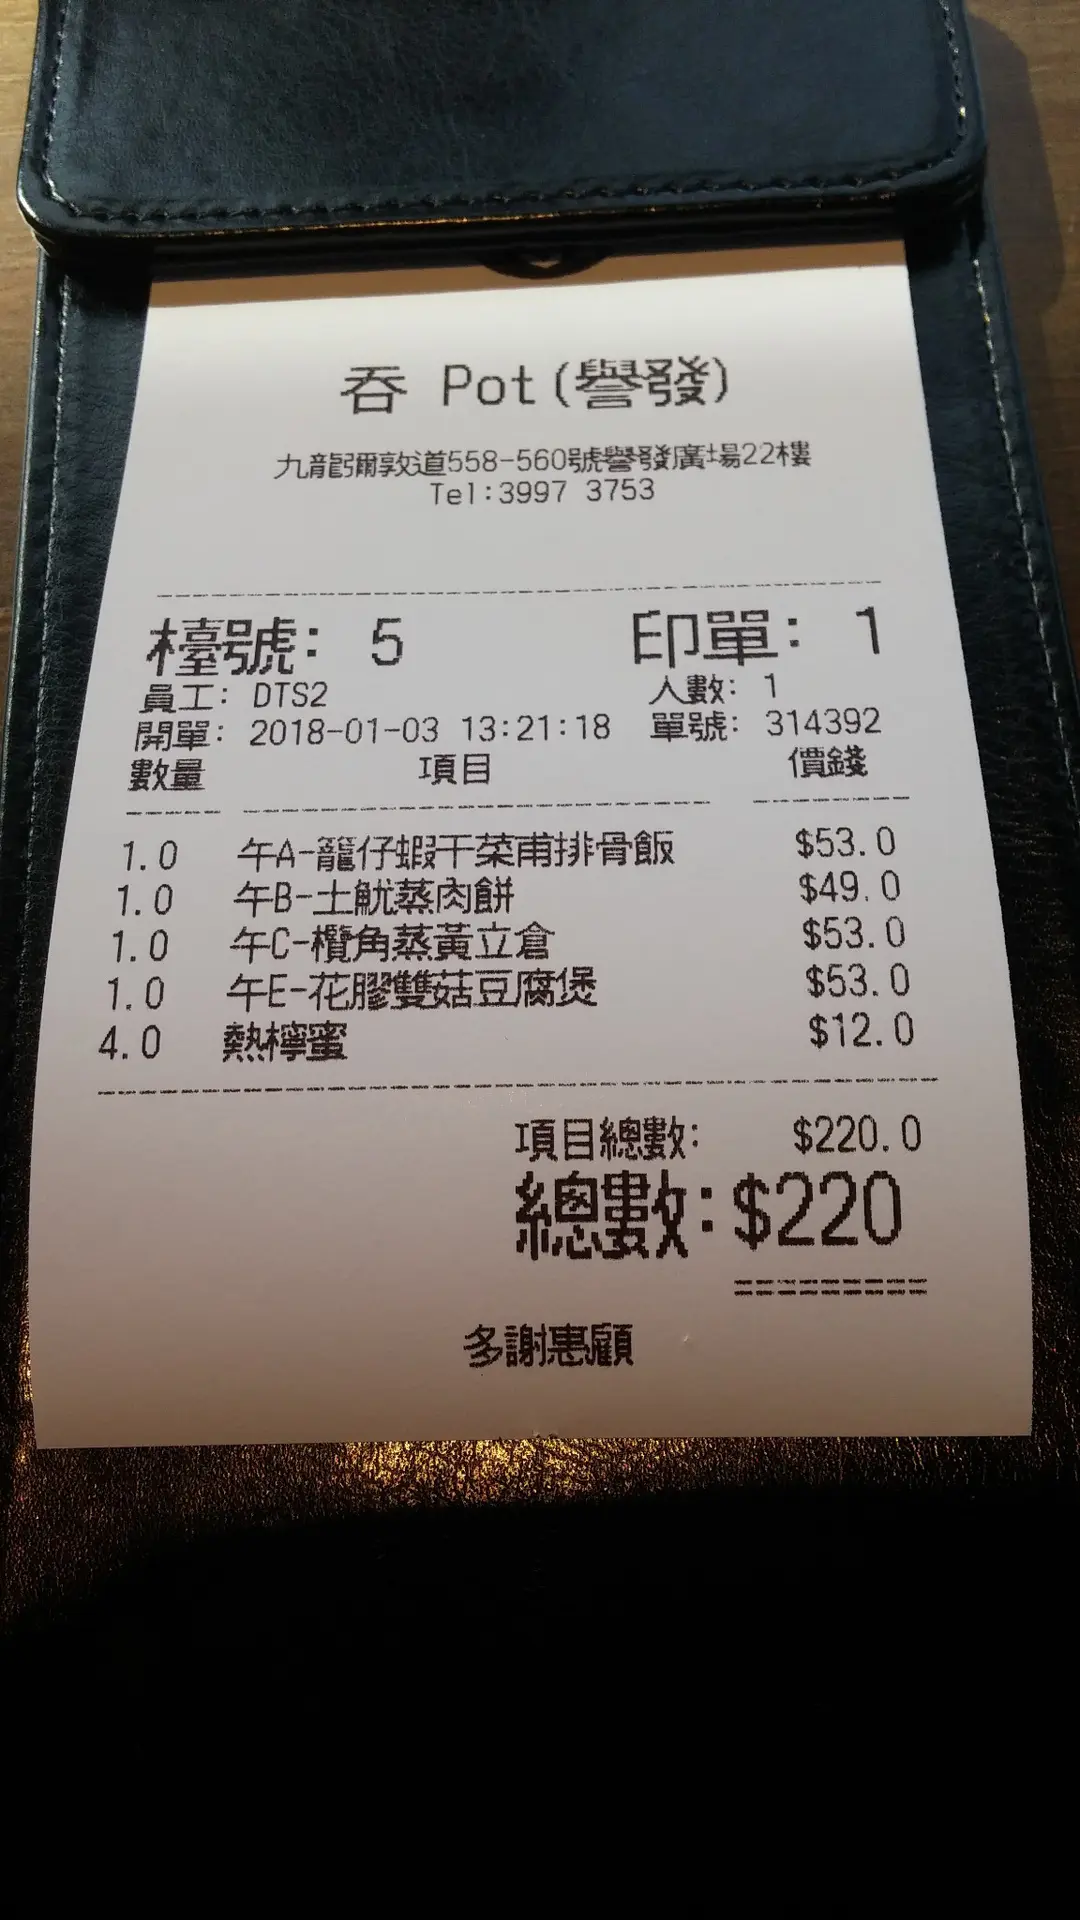 吞 Pot(譽發)
九龍彌敦道558-560號譽發廣場22樓
Tel:3997 3753
檯號: 5 印單: 1
員工: DTS2 人數: 1
開單: 2018-01-03 13:21:18 單號: 314392
數量 項目 價錢
1.0 午A-籠仔蝦干菜甫排骨飯 $53.0
1.0 午B-土魷蒸肉餅 $49.0
1.0 午C-欖角蒸黃立倉 $53.0
1.0 午E-花膠雙菇豆腐煲 $53.0
4.0 熱檸蜜 $12.0
項目總數: $220.0
總數:$220
多謝惠顧